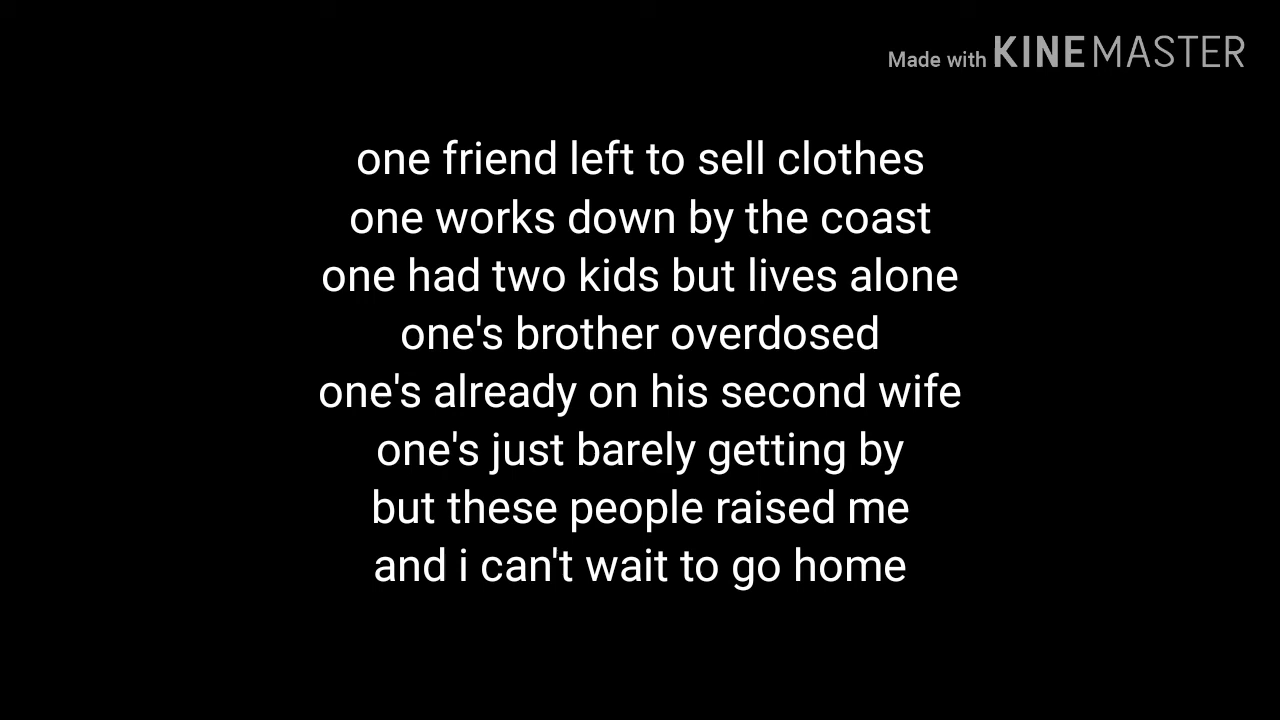 Made with KINEMASTER
one friend left to sell clothes
one works down by the coast
one had two kids but lives alone
one's brother overdosed
one's already on his second wife
one's just barely getting by
but these people raised me
and i can't wait to go home